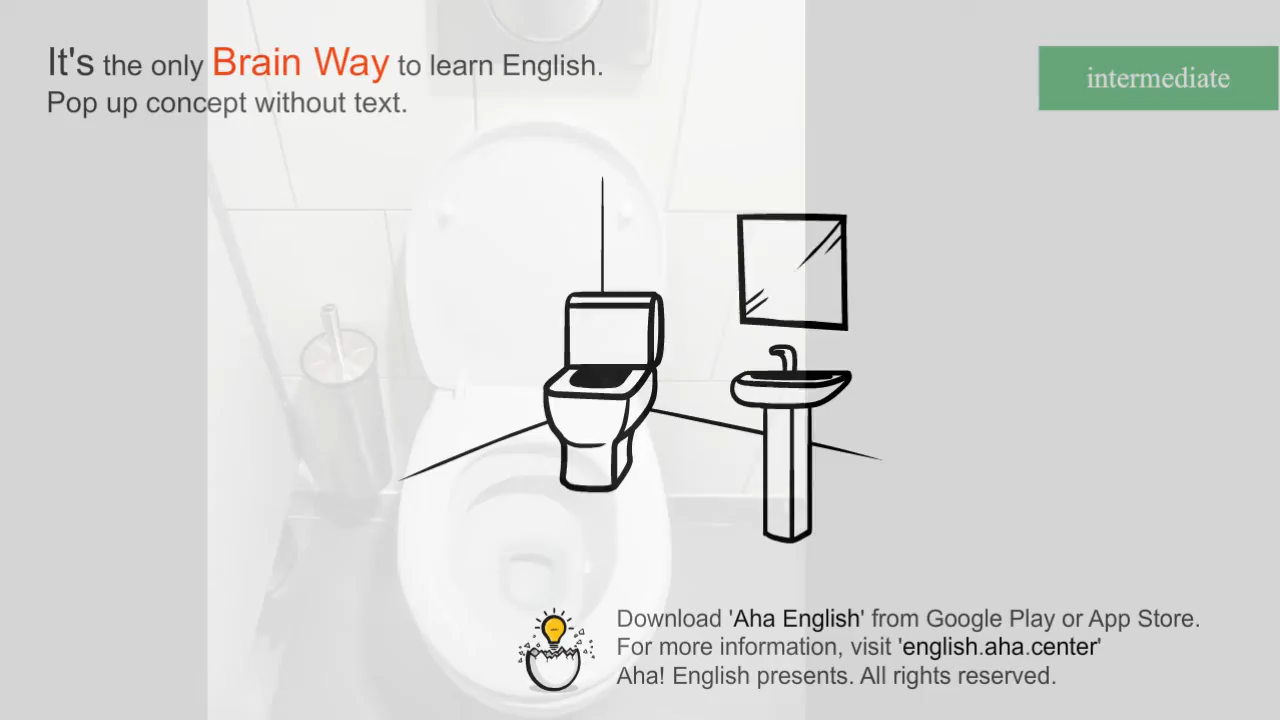 It's the only Brain Way to learn English.
Pop up concept without text.
intermediate
Download 'Aha English' from Google Play or App Store.
For more information, visit 'english.aha.center'
Aha! English presents. All rights reserved.